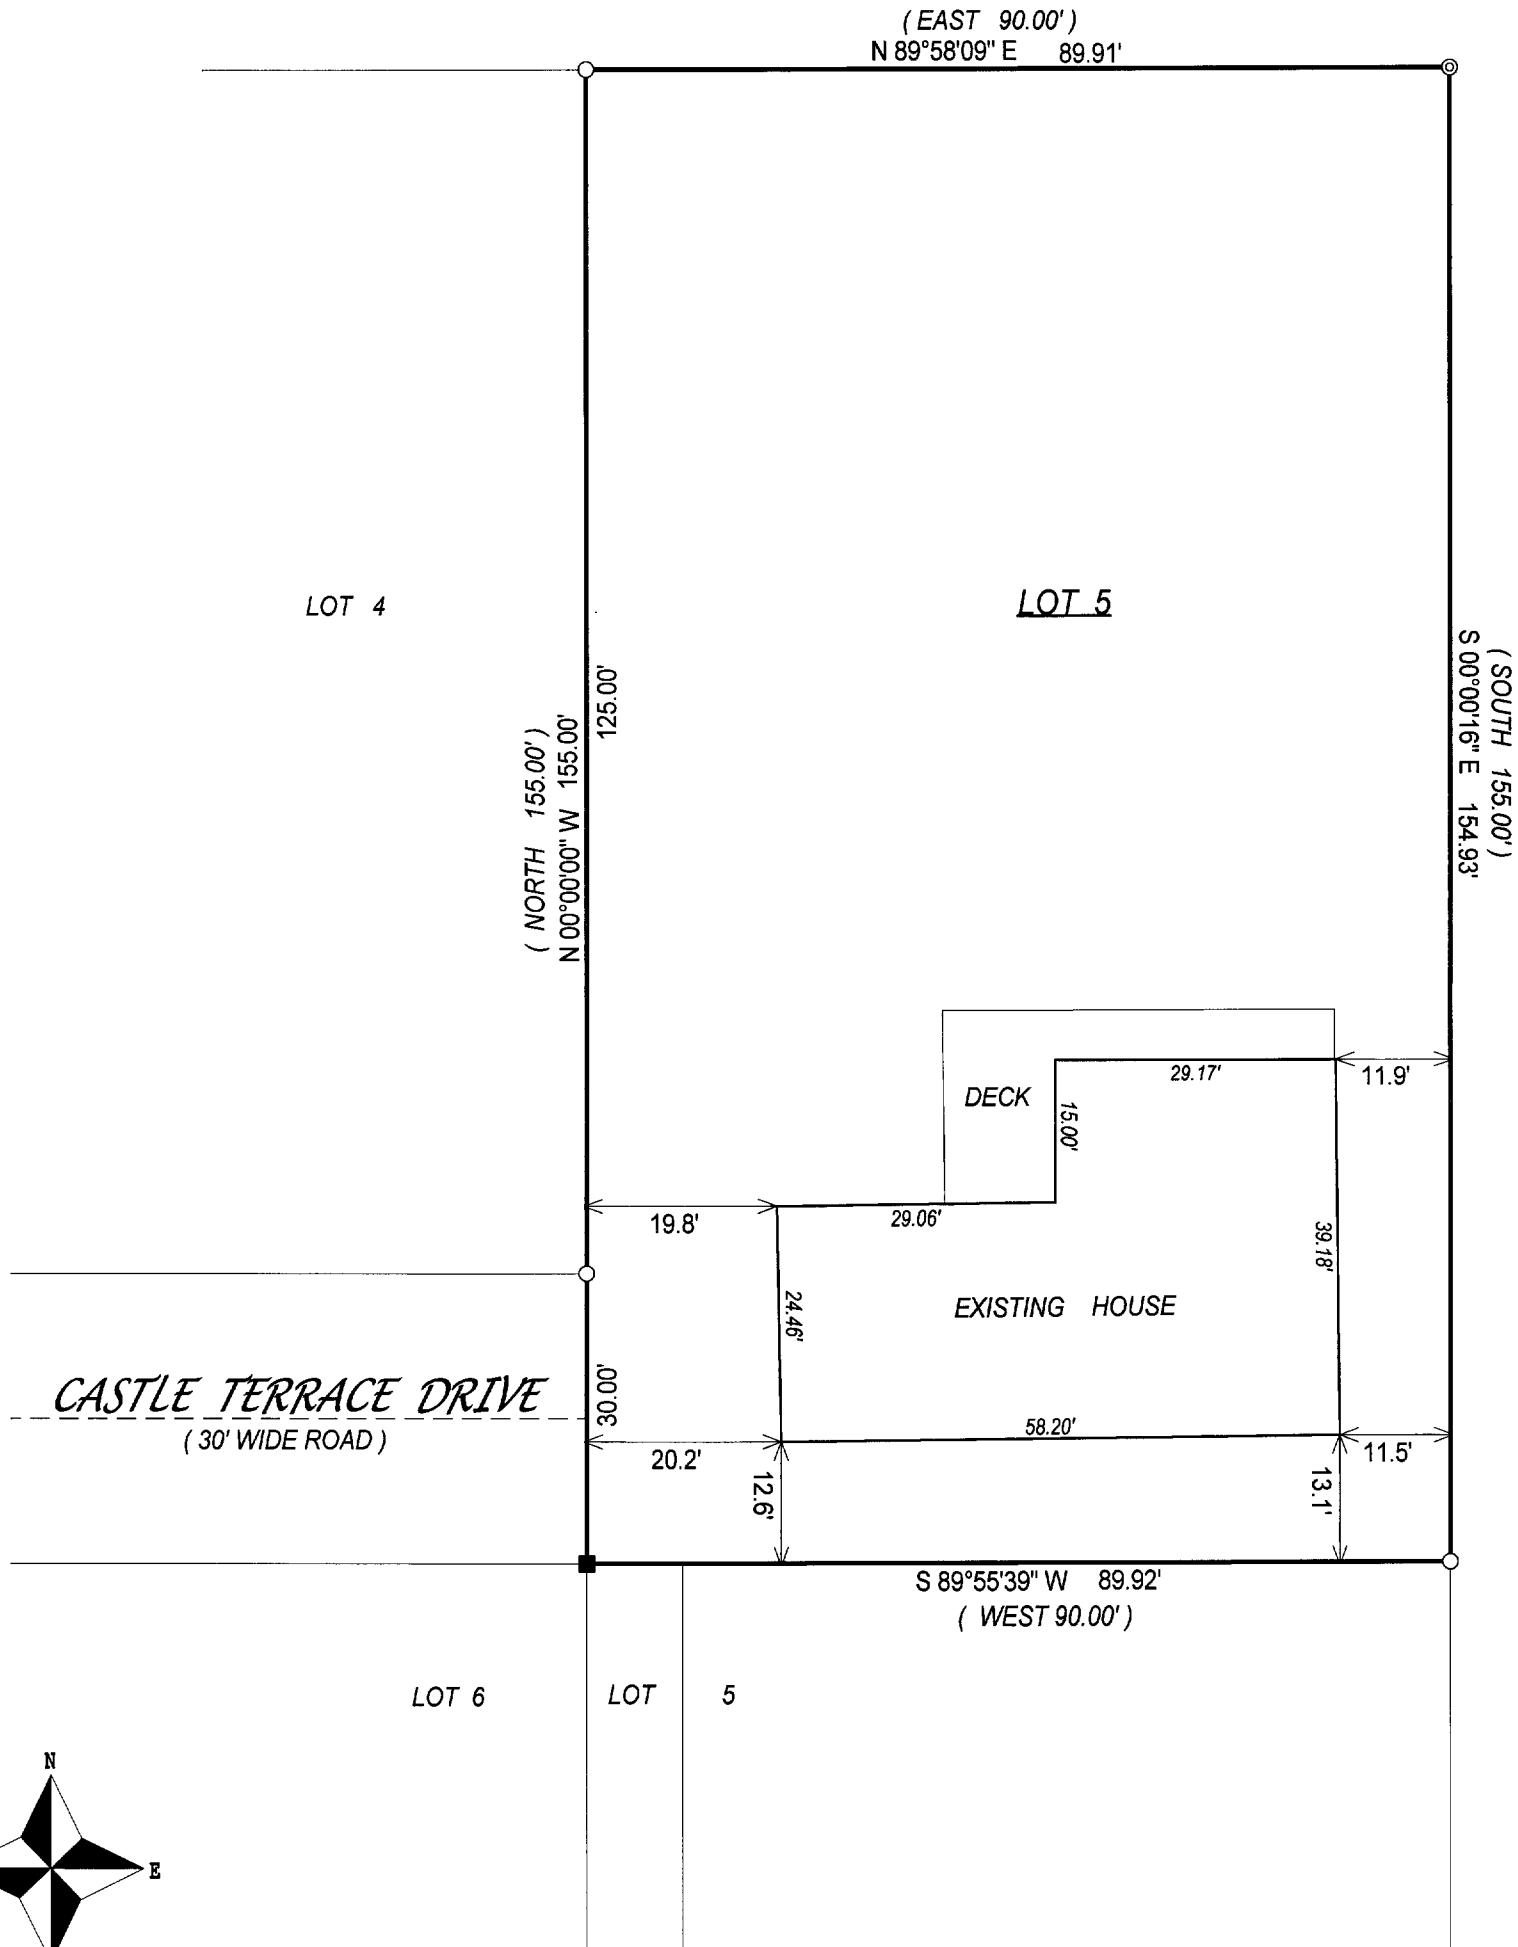 ( EAST 90.00' )
N 89°58'09" E 89.91'
LOT 4
LOT 5
125.00'
( NORTH 155.00' )
N 00°00'00" W 155.00'
( SOUTH 155.00' )
S 00°00'16" E 154.93'
DECK
29.17'
11.9'
15.00'
19.8'
29.06'
39.18'
24.46'
EXISTING HOUSE
CASTLE TERRACE DRIVE
( 30' WIDE ROAD )
30.00'
58.20'
20.2'
11.5'
12.6'
13.1'
S 89°55'39" W 89.92'
( WEST 90.00' )
LOT 6
LOT 5
N
E